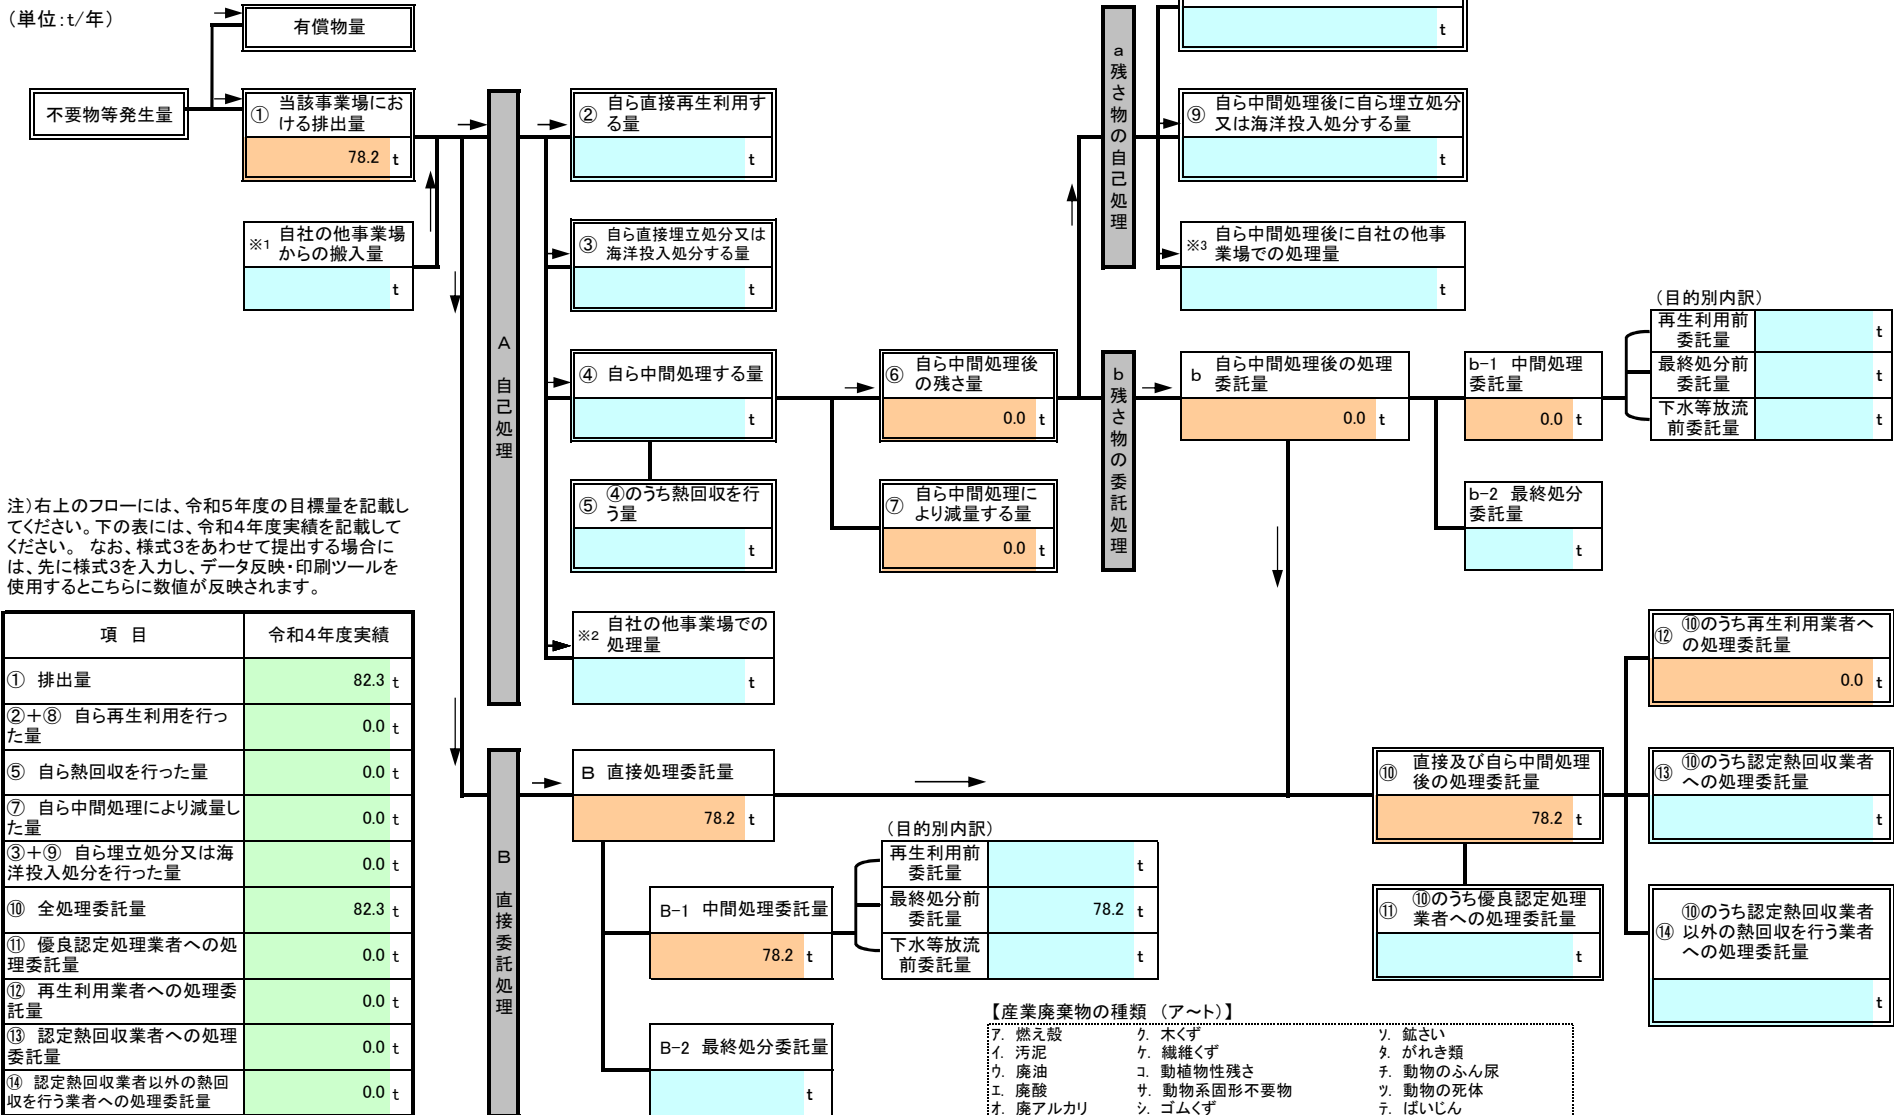 (単位:t/年)
有償物量
不要物等発生量
① 当該事業場にお
ける排出量
78.2 t
※1 自社の他事業場
からの搬入量
t
A 自己処理
② 自ら直接再生利用す
る量
t
③ 自ら直接埋立処分又は
海洋投入処分する量
t
④ 自ら中間処理する量
t
⑤ ④のうち熱回収を行
う量
t
※2 自社の他事業場での
処理量
t
⑥ 自ら中間処理後
の残さ量
0.0 t
⑦ 自ら中間処理に
より減量する量
0.0 t
a 残さ物の自己処理
t
⑨ 自ら中間処理後に自ら埋立処分
又は海洋投入処分する量
t
※3 自ら中間処理後に自社の他事
業場での処理量
t
b 残さ物の委託処理
b 自ら中間処理後の処理
委託量
0.0 t
b-1 中間処理
委託量
0.0 t
(目的別内訳)
再生利用前
委託量
t
最終処分前
委託量
t
下水等放流
前委託量
t
b-2 最終処分
委託量
t
注)右上のフローには、令和5年度の目標量を記載し
てください。下の表には、令和4年度実績を記載して
ください。 なお、様式3をあわせて提出する場合に
は、先に様式3を入力し、データ反映・印刷ツールを
使用するとこちらに数値が反映されます。
項 目 令和4年度実績
① 排出量 82.3 t
②+⑧ 自ら再生利用を行っ
た量 0.0 t
⑤ 自ら熱回収を行った量 0.0 t
⑦ 自ら中間処理により減量し
た量 0.0 t
③+⑨ 自ら埋立処分又は海
洋投入処分を行った量 0.0 t
⑩ 全処理委託量 82.3 t
⑪ 優良認定処理業者への処
理委託量 0.0 t
⑫ 再生利用業者への処理委
託量 0.0 t
⑬ 認定熱回収業者への処理
委託量 0.0 t
⑭ 認定熱回収業者以外の熱回
収を行う業者への処理委託量 0.0 t
B 直接委託処理
B 直接処理委託量
78.2 t
B-1 中間処理委託量
78.2 t
(目的別内訳)
再生利用前
委託量
t
最終処分前
委託量
78.2 t
下水等放流
前委託量
t
B-2 最終処分委託量
t
⑩ 直接及び自ら中間処理
後の処理委託量
78.2 t
⑪ ⑩のうち優良認定処理
業者への処理委託量
t
⑫ ⑩のうち再生利用業者へ
の処理委託量
0.0 t
⑬ ⑩のうち認定熱回収業者
への処理委託量
t
⑭ ⑩のうち認定熱回収業者
以外の熱回収を行う業者
への処理委託量
t
【産業廃棄物の種類 (ア~ト)】
ア. 燃え殻 ク. 木くず ソ. 鉱さい
イ. 汚泥 ケ. 繊維くず タ. がれき類
ウ. 廃油 コ. 動植物性残さ チ. 動物のふん尿
エ. 廃酸 サ. 動物系固形不要物 ツ. 動物の死体
オ. 廃アルカリ シ. ゴムくず テ. ばいじん